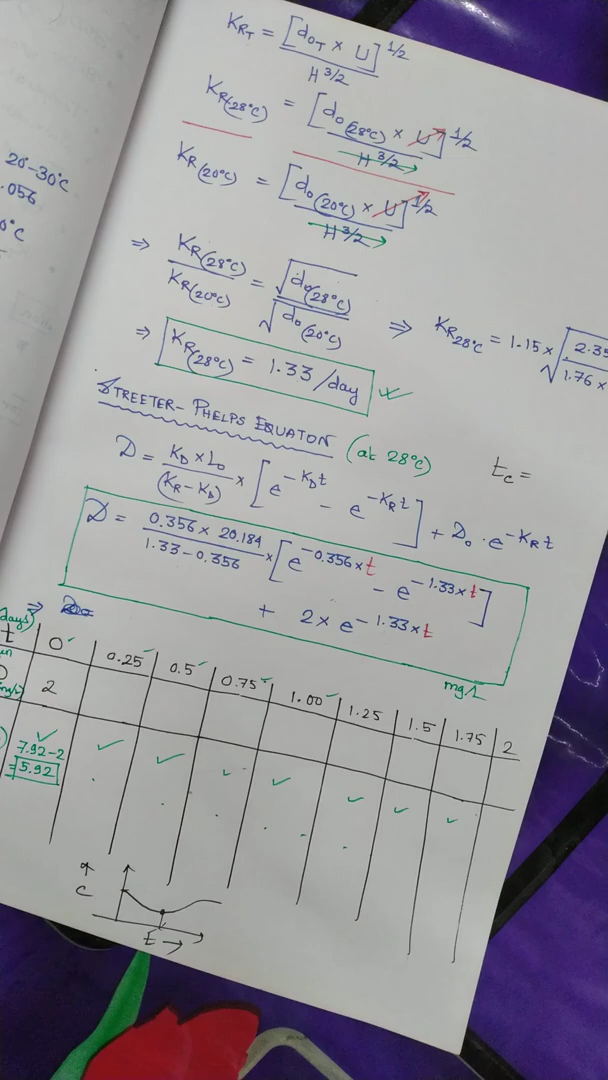 20-30°C
.056
0°C
K_RT = [d_OT × U]^1/2 / H^3/2
K_R(28°C) = [d_O(28°C) × U]^1/2 / H^3/2
K_R(20°C) = [d_O(20°C) × U]^1/2 / H^3/2
⇒ K_R(28°C) / K_R(20°C) = √d_O(28°C) / √d_O(20°C) ⇒ K_R28°C = 1.15 × √2.35 / 1.76 ×
⇒ K_R(28°C) = 1.33 /day ✓
STREETER-PHELPS EQUATON (at 28°C) t_c =
D = K_D × L_o / (K_R - K_D) × [e^-K_D t - e^-K_R t] + D_o . e^-K_R t
D = 0.356 × 20.184 / 1.33 - 0.356 × [e^-0.356 × t - e^-1.33 × t]
+ 2 × e^-1.33 × t
mg/L
⇒
days)
t 0 ✓ 0.25 ✓ 0.5 ✓ 0.75 ✓ 1.00 ✓ 1.25 1.5 1.75 2
2
✓ ✓ ✓ ✓ ✓ ✓ ✓ ✓
7.92-2
= 5.92
↑
C
t →